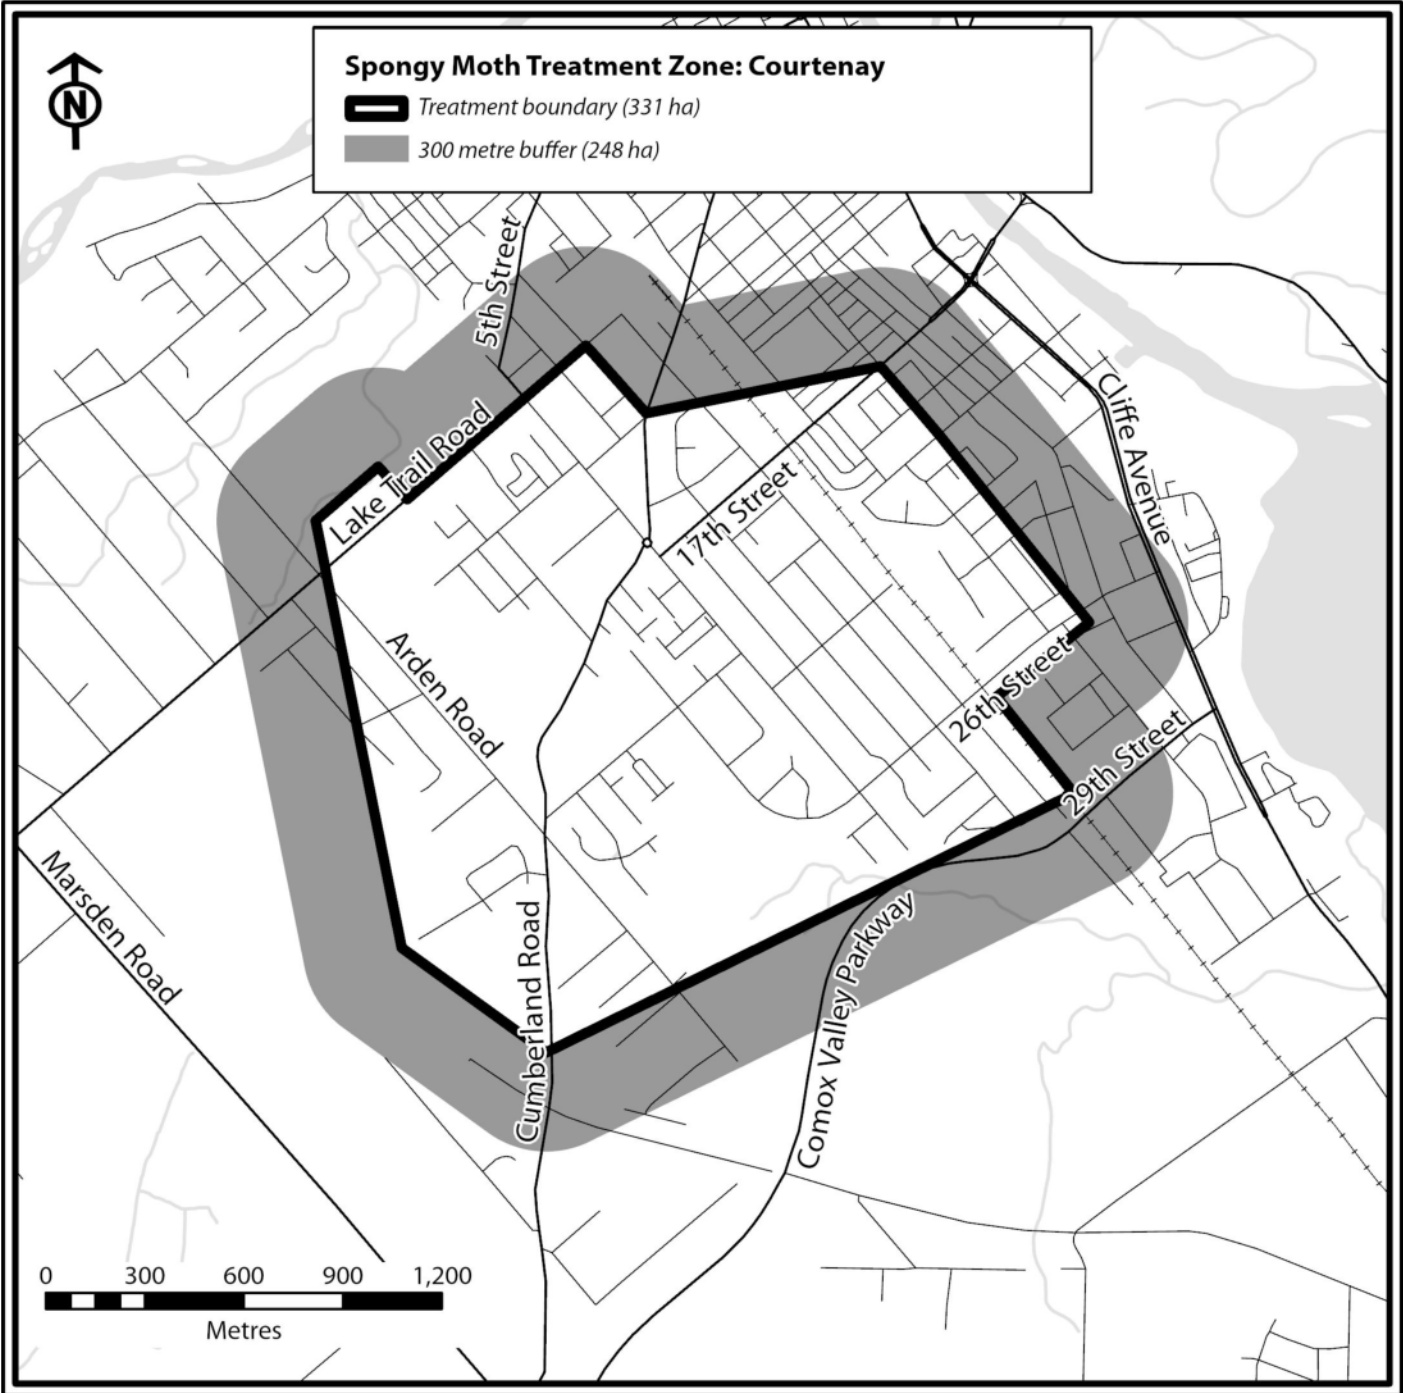 Spongy Moth Treatment Zone: Courtenay
Treatment boundary (331 ha)
300 metre buffer (248 ha)
N
5th Street
Lake Trail Road
17th Street
Cliffe Avenue
Arden Road
26th Street
29th Street
Marsden Road
Cumberland Road
Comox Valley Parkway
0 300 600 900 1,200
Metres